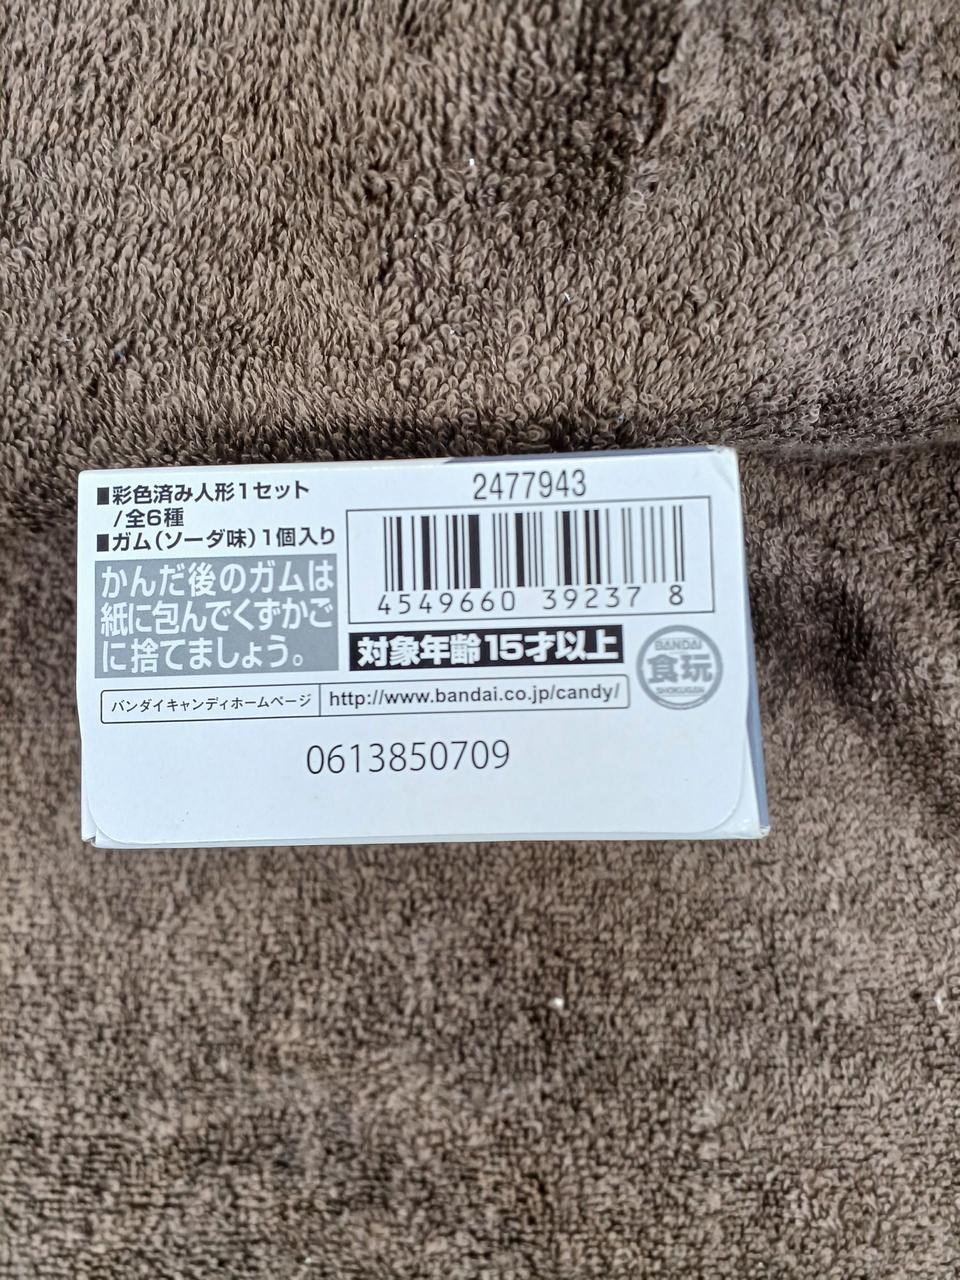 ■彩色済み人形1セット
/全6種
■ガム(ソーダ味)1個入り
かんだ後のガムは
紙に包んでくずかご
に捨てましょう。
2477943
4549660 39237 8
対象年齢15才以上
BANDAI
食玩
SHOKUGAN
バンダイキャンディホームページ http://www.bandai.co.jp/candy/
0613850709